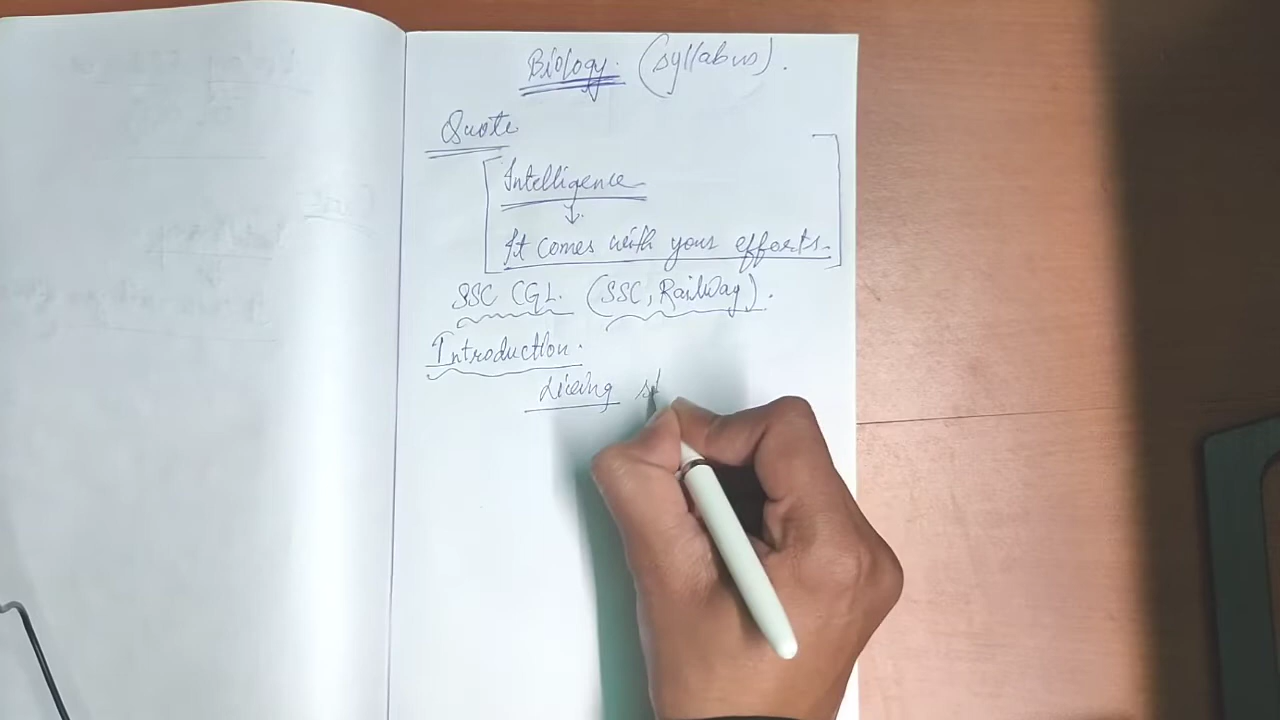 Biology. (Syllabus).
Quote
Intelligence
↓
It comes with your efforts.
SSC CGL. (SSC, Railway).
Introduction.
Living